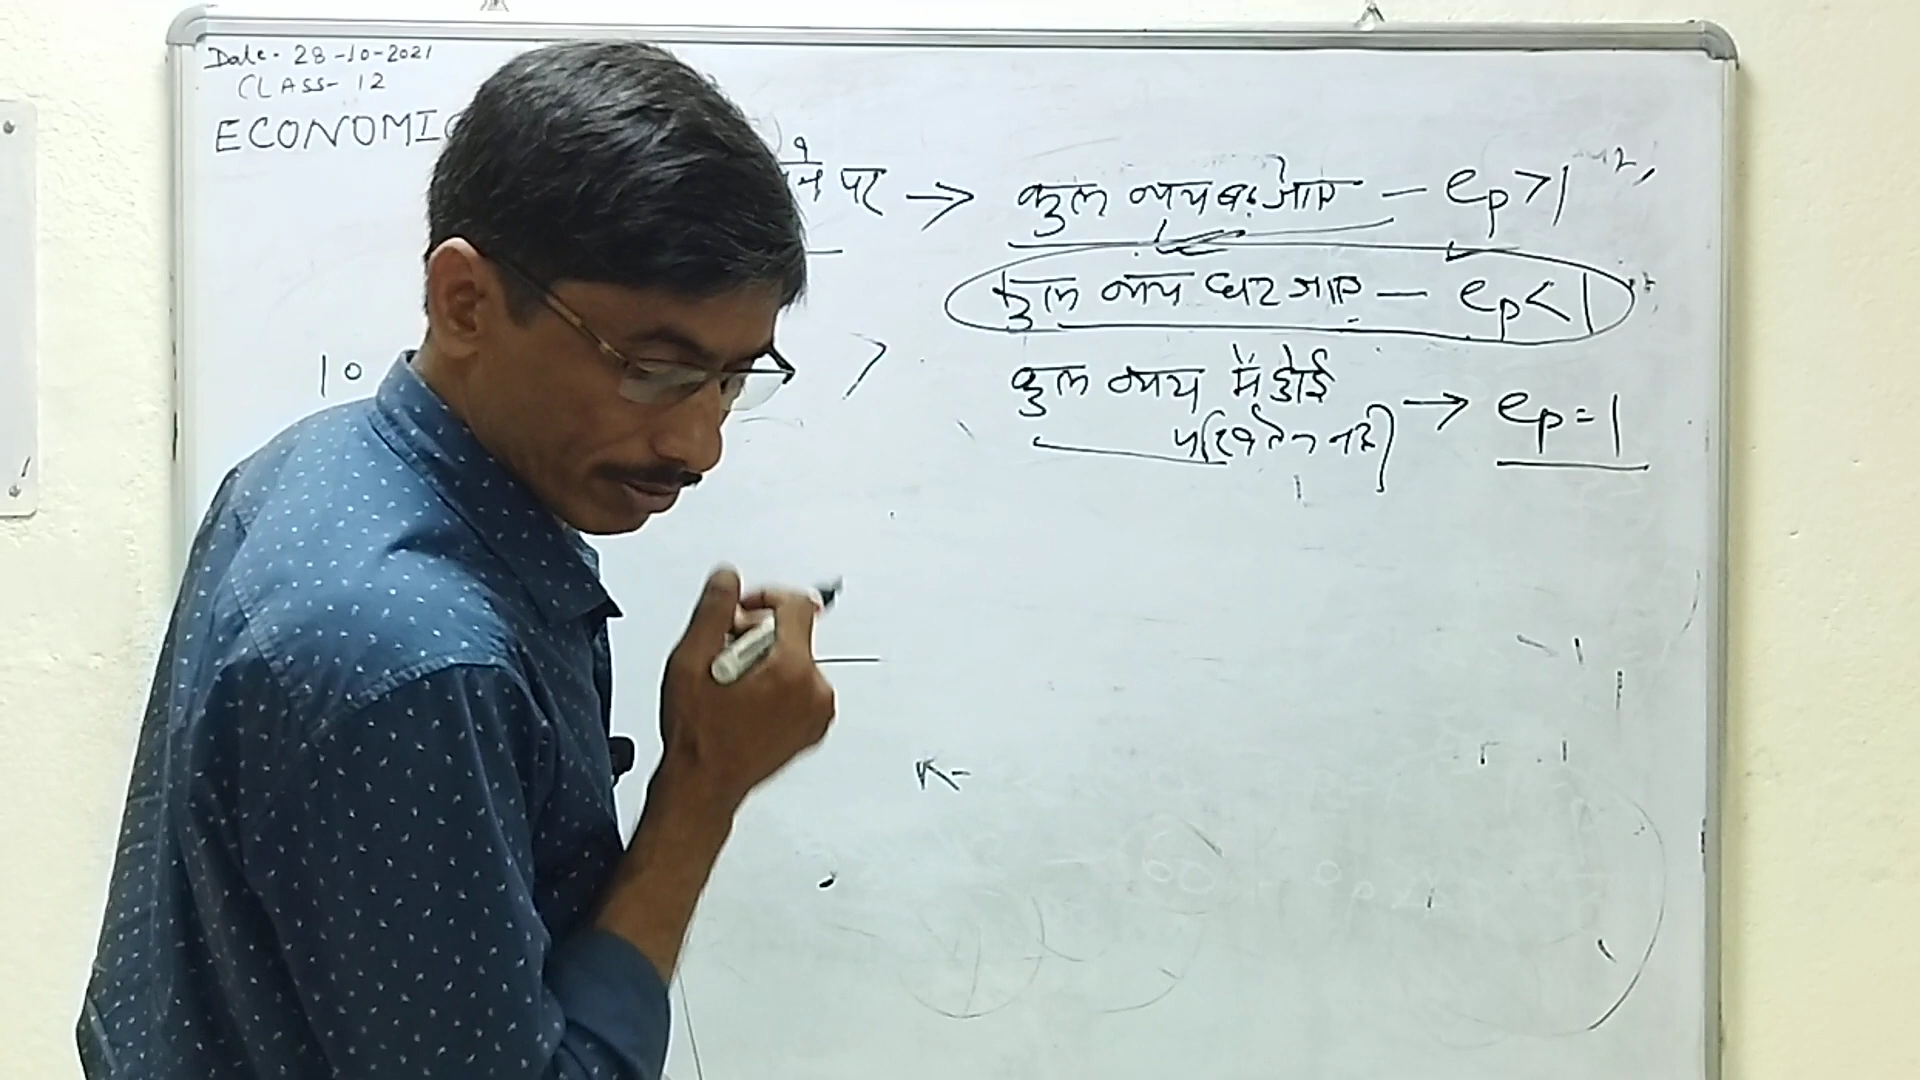 Date- 28-10-2021
CLASS- 12
ECONOMIC
पर → कुल व्यय बढ़ जाए — ep>1
कुल व्यय घट जाए — ep<1
10
कुल व्यय में कोई
परिवर्तन नहीं → ep=1
K-